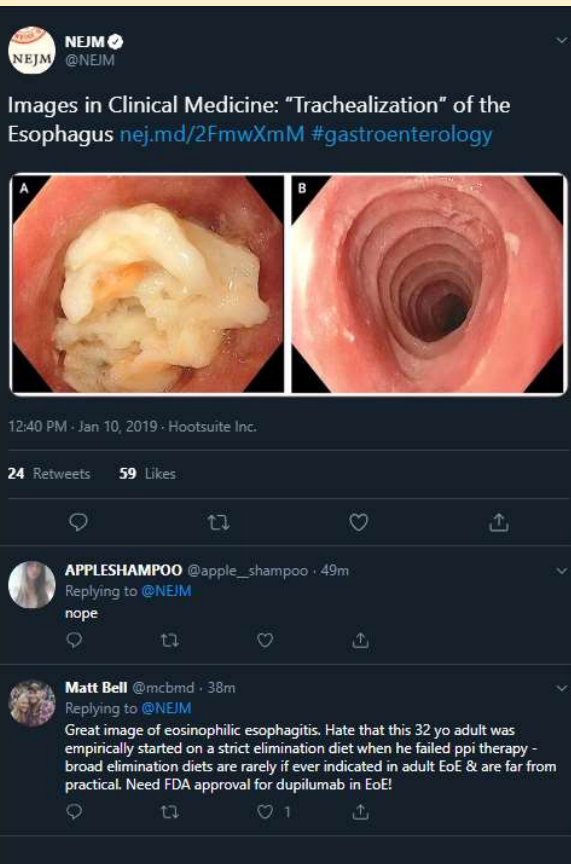 NEJM
@NEJM
NEJM
Images in Clinical Medicine: “Trachealization” of the
Esophagus nej.md/2FmwXmM #gastroenterology
A
B
12:40 PM · Jan 10, 2019 · Hootsuite Inc.
24 Retweets 59 Likes
APPLESHAMPOO @apple__shampoo · 49m
Replying to @NEJM
nope
Matt Bell @mcbmd · 38m
Replying to @NEJM
Great image of eosinophilic esophagitis. Hate that this 32 yo adult was
empirically started on a strict elimination diet when he failed ppi therapy -
broad elimination diets are rarely if ever indicated in adult EoE & are far from
practical. Need FDA approval for dupilumab in EoE!
1